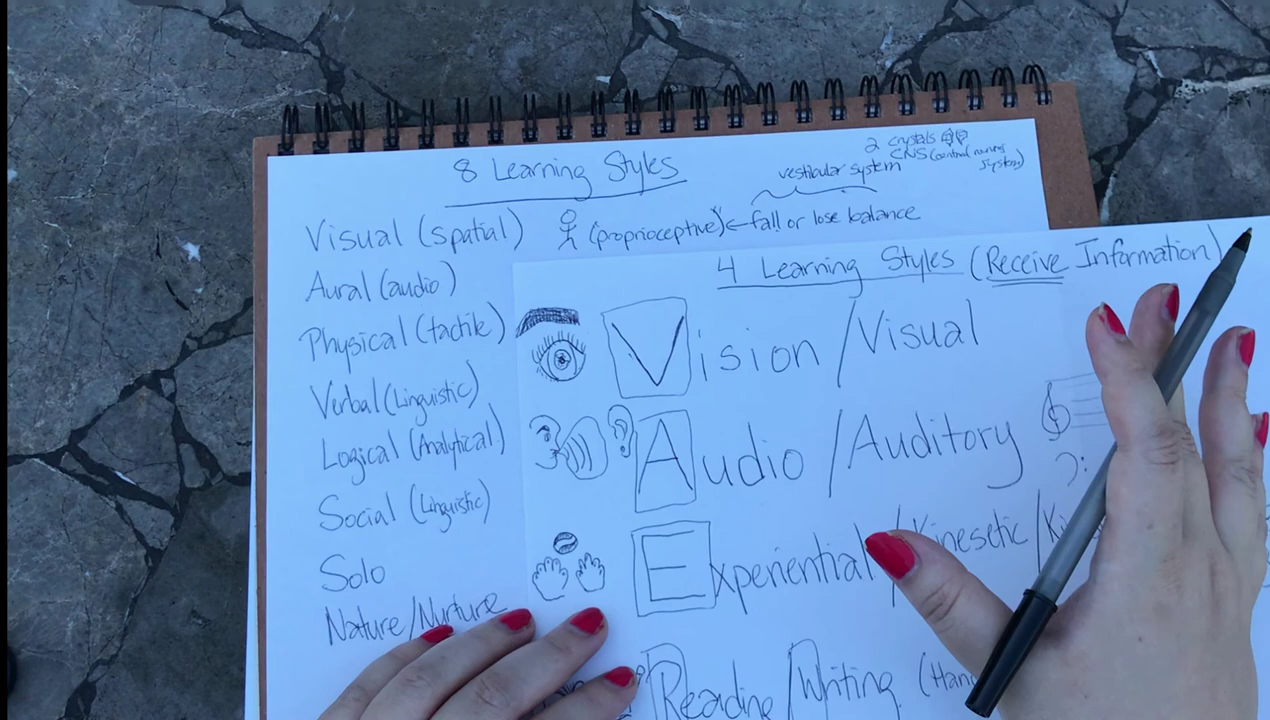 8 Learning Styles
2 crystals
CNS (central nervous system)
vestibular system
Visual (spatial) (proprioceptive) ← fall or lose balance
Aural (audio)
Physical (tactile)
Verbal (Linguistic)
Logical (Analytical)
Social (Linguistic)
Solo
Nature/Nurture
4 Learning Styles (Receive Information)
Vision / Visual
Audio / Auditory
Experiential / Kinesetic /
Reading / Writing